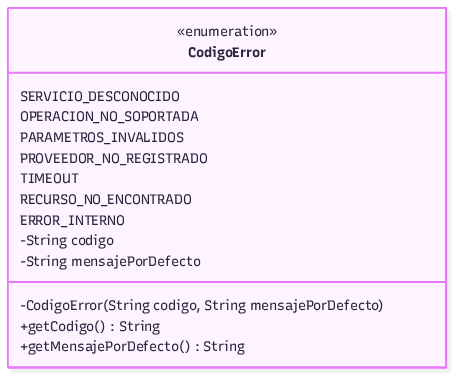 «enumeration»
CodigoError
SERVICIO_DESCONOCIDO
OPERACION_NO_SOPORTADA
PARAMETROS_INVALIDOS
PROVEEDOR_NO_REGISTRADO
TIMEOUT
RECURSO_NO_ENCONTRADO
ERROR_INTERNO
-String codigo
-String mensajePorDefecto
-CodigoError(String codigo, String mensajePorDefecto)
+getCodigo() : String
+getMensajePorDefecto() : String